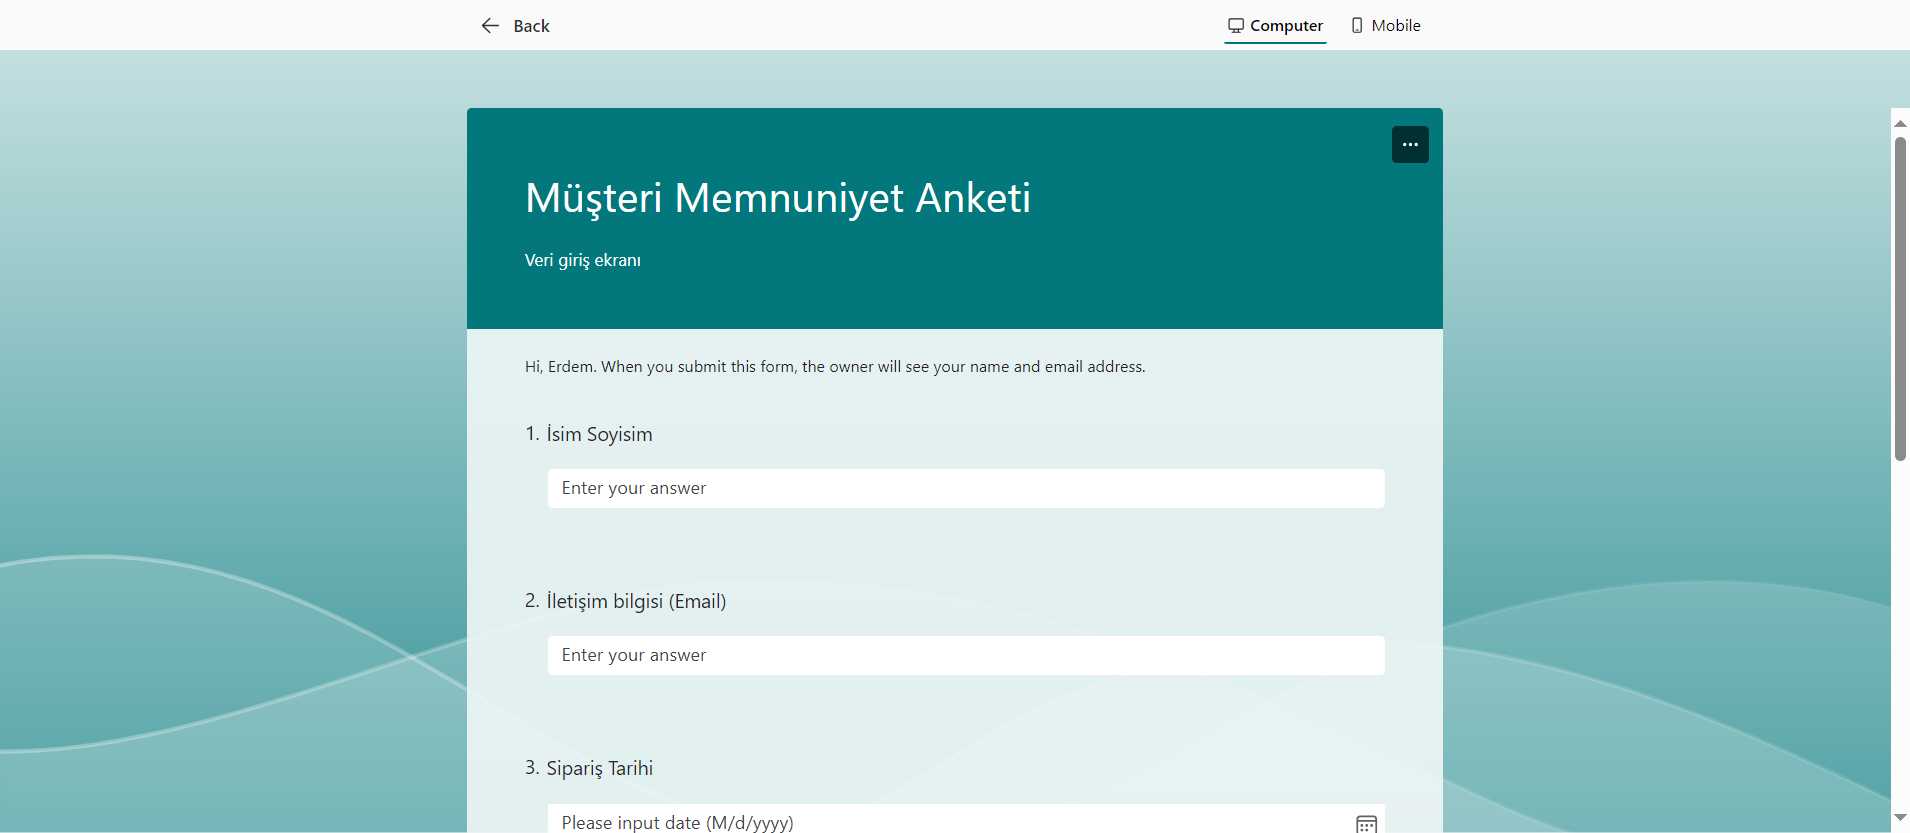 Back
Computer
Mobile
Müşteri Memnuniyet Anketi
Veri giriş ekranı
Hi, Erdem. When you submit this form, the owner will see your name and email address.
1. İsim Soyisim
Enter your answer
2. İletişim bilgisi (Email)
Enter your answer
3. Sipariş Tarihi
Please input date (M/d/yyyy)